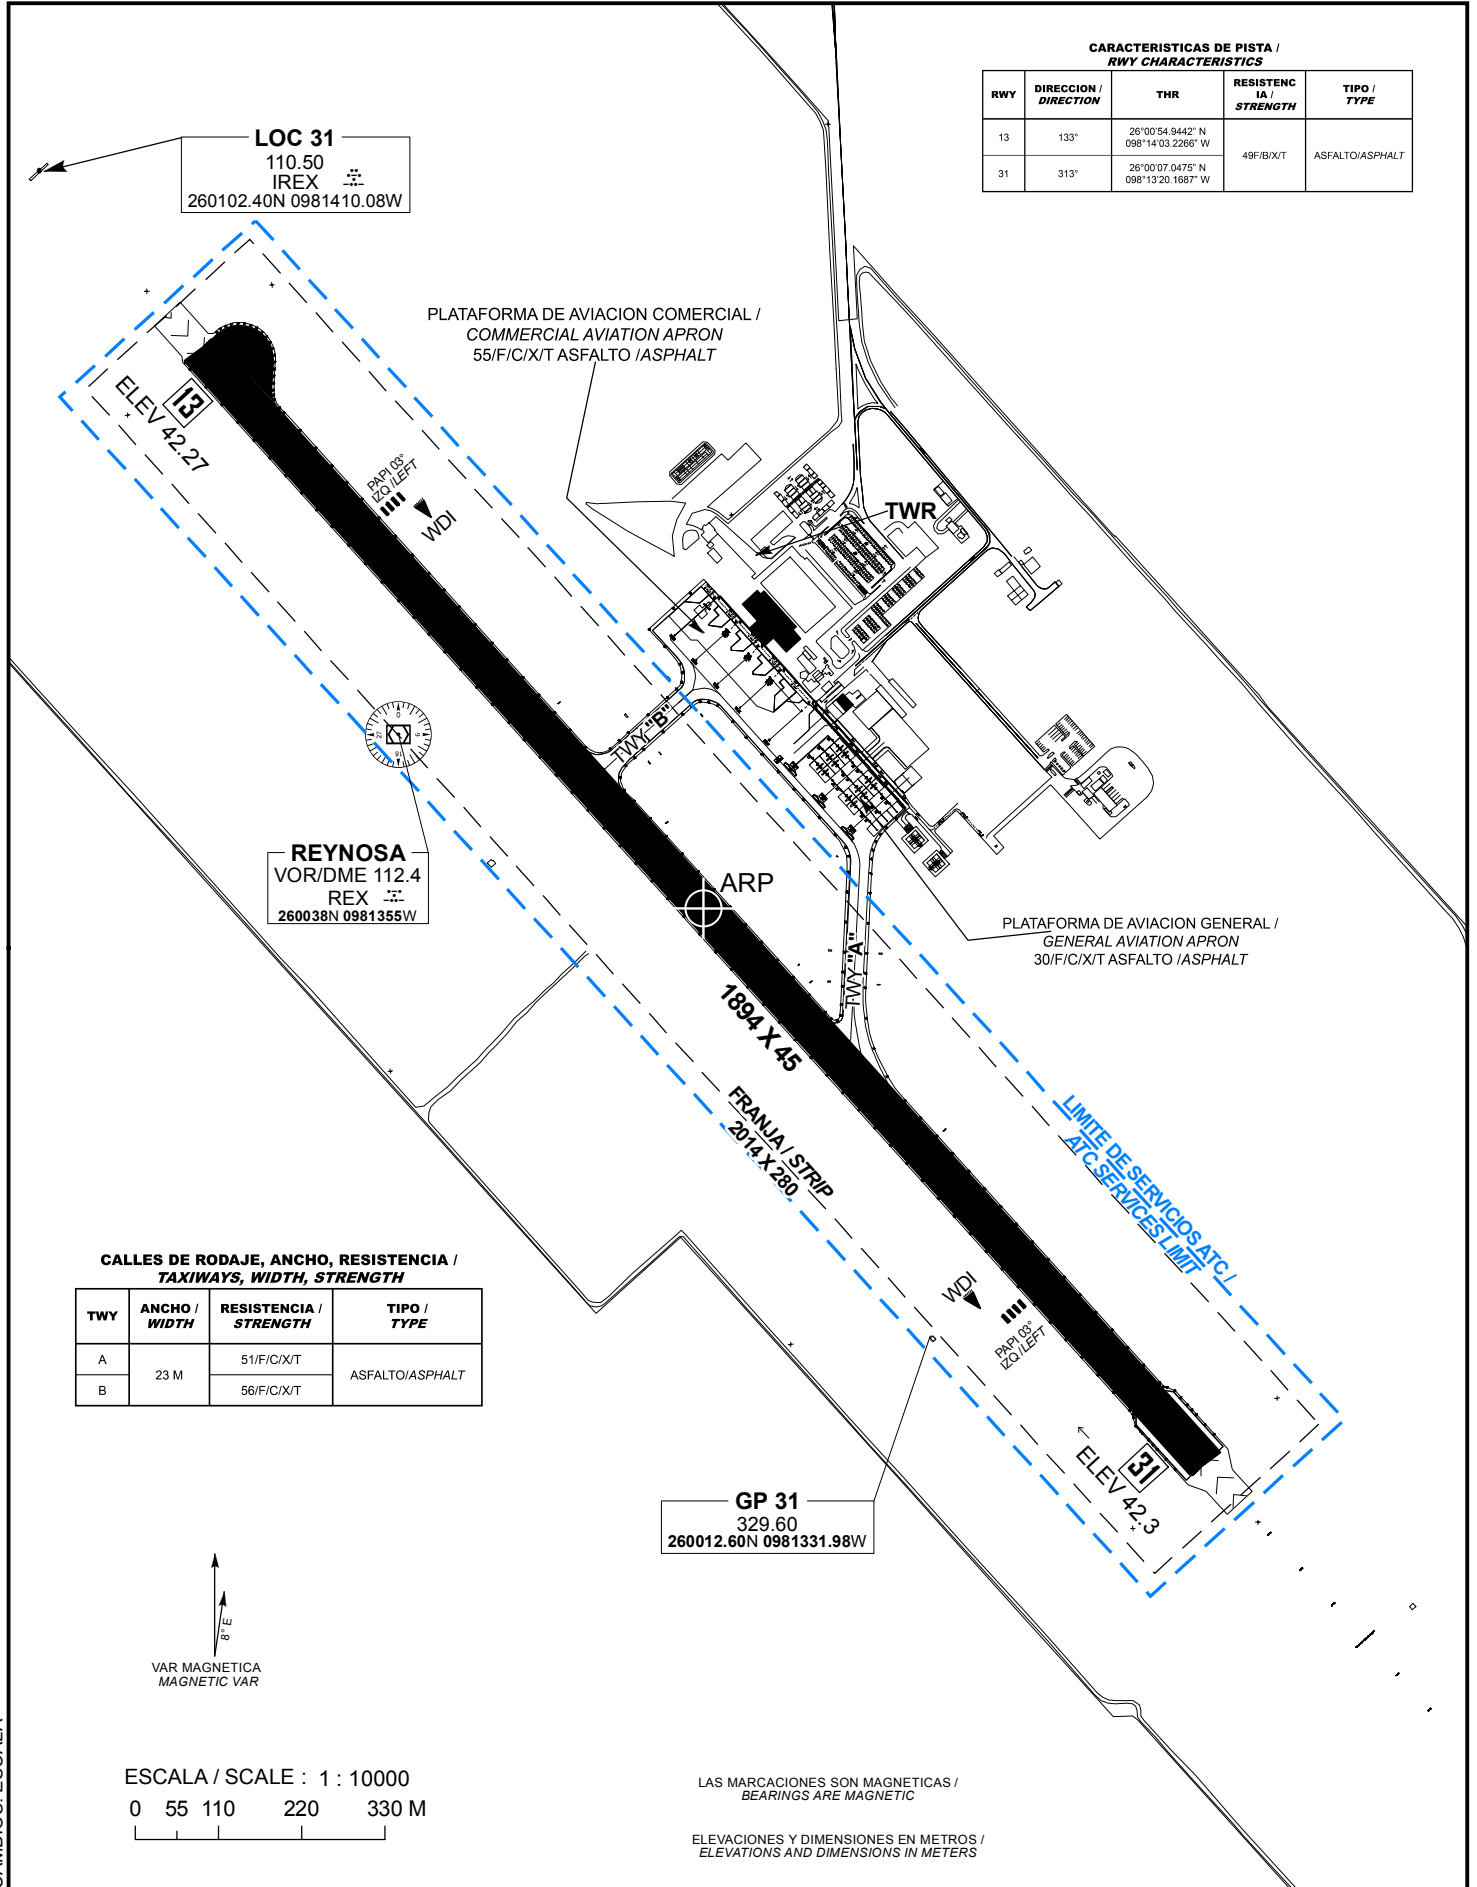 CARACTERISTICAS DE PISTA /
RWY CHARACTERISTICS
RWY
DIRECCION /
DIRECTION
THR
RESISTENC
IA /
STRENGTH
TIPO /
TYPE
13
133°
26°00'54.9442" N
098°14'03.2266" W
49F/B/X/T
ASFALTO/ASPHALT
31
313°
26°00'07.0475" N
098°13'20.1687" W
LOC 31
110.50
IREX
260102.40N 0981410.08W
PLATAFORMA DE AVIACION COMERCIAL /
COMMERCIAL AVIATION APRON
55/F/C/X/T ASFALTO /ASPHALT
13
ELEV 42.27
PAPI 03°
IZQ /LEFT
WDI
TWR
TWY "B"
0
9
18
27
REYNOSA
VOR/DME 112.4
REX
260038N 0981355W
ARP
PLATAFORMA DE AVIACION GENERAL /
GENERAL AVIATION APRON
30/F/C/X/T ASFALTO /ASPHALT
TWY "A"
1894 X 45
FRANJA / STRIP
2014 X 280
LIMITE DE SERVICIOS ATC /
ATC SERVICES LIMIT
CALLES DE RODAJE, ANCHO, RESISTENCIA /
TAXIWAYS, WIDTH, STRENGTH
TWY
ANCHO /
WIDTH
RESISTENCIA /
STRENGTH
TIPO /
TYPE
A
23 M
51/F/C/X/T
ASFALTO/ASPHALT
B
56/F/C/X/T
WDI
PAPI 03°
IZQ /LEFT
31
ELEV 42.3
GP 31
329.60
260012.60N 0981331.98W
8° E
VAR MAGNETICA
MAGNETIC VAR
ESCALA / SCALE : 1 : 10000
0 55 110 220 330 M
LAS MARCACIONES SON MAGNETICAS /
BEARINGS ARE MAGNETIC
ELEVACIONES Y DIMENSIONES EN METROS /
ELEVATIONS AND DIMENSIONS IN METERS